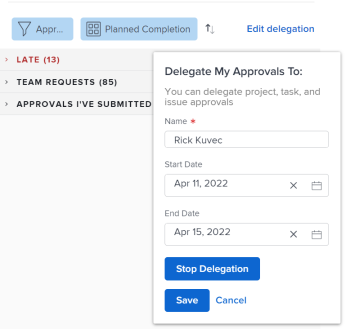 Appr... Planned Completion Edit delegation
LATE (13)
TEAM REQUESTS (85)
APPROVALS I'VE SUBMITTED
Delegate My Approvals To:
You can delegate project, task, and
issue approvals
Name *
Rick Kuvec
Start Date
Apr 11, 2022
End Date
Apr 15, 2022
Stop Delegation
Save Cancel